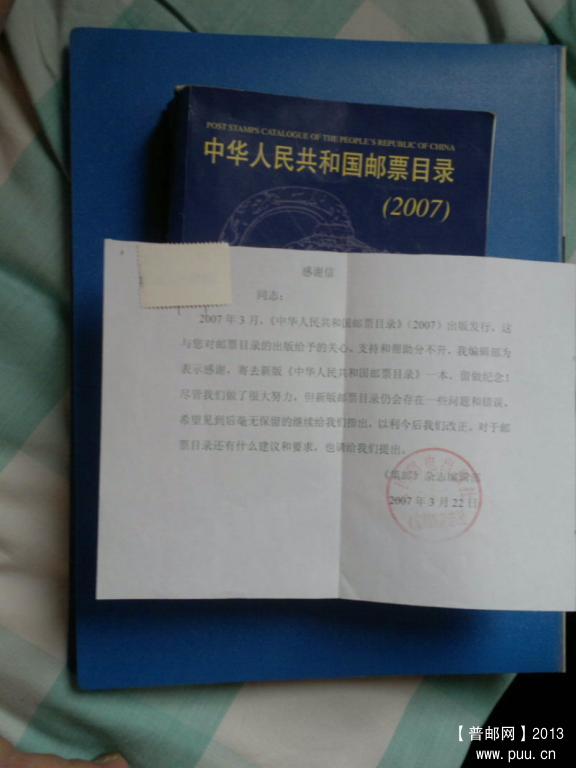 POST STAMPS CATALOGUE OF THE PEOPLE'S REPUBLIC OF CHINA
中华人民共和国邮票目录
(2007)
感谢信
同志：
2007年3月，《中华人民共和国邮票目录》（2007）出版发行，这
与您对邮票目录的出版给予的关心、支持和帮助分不开，我编辑部为
表示感谢，寄去新版《中华人民共和国邮票目录》一本，留做纪念！
尽管我们做了很大努力，但新版邮票目录仍会存在一些问题和错误，
希望见到后毫无保留的继续给我们指出，以利今后我们改正。对于邮
票目录还有什么建议和要求，也请给我们提出。
《集邮》杂志编辑部
2007年3月22日
【普邮网】2013
www.puu.cn